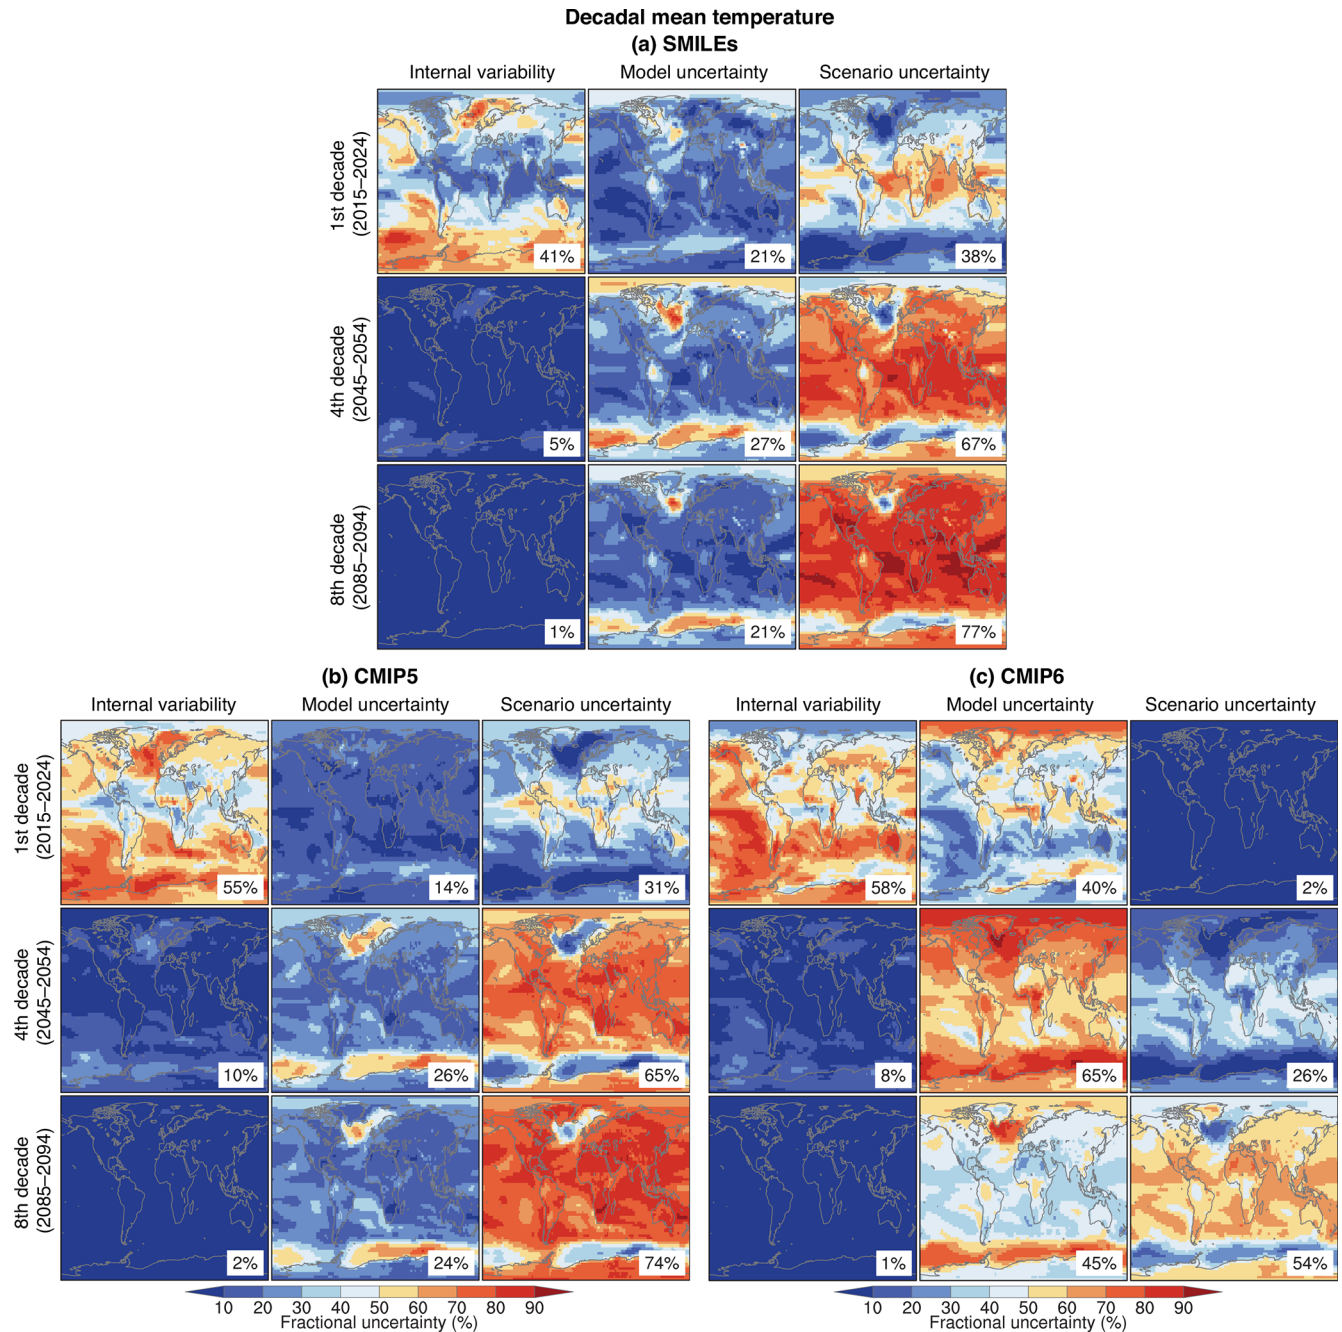 Decadal mean temperature
(a) SMILEs
Internal variability Model uncertainty Scenario uncertainty
1st decade
(2015–2024)
41% 21% 38%
4th decade
(2045–2054)
5% 27% 67%
8th decade
(2085–2094)
1% 21% 77%
(b) CMIP5
Internal variability Model uncertainty Scenario uncertainty
1st decade
(2015–2024)
55% 14% 31%
4th decade
(2045–2054)
10% 26% 65%
8th decade
(2085–2094)
2% 24% 74%
10 20 30 40 50 60 70 80 90
Fractional uncertainty (%)
(c) CMIP6
Internal variability Model uncertainty Scenario uncertainty
58% 40% 2%
8% 65% 26%
1% 45% 54%
10 20 30 40 50 60 70 80 90
Fractional uncertainty (%)